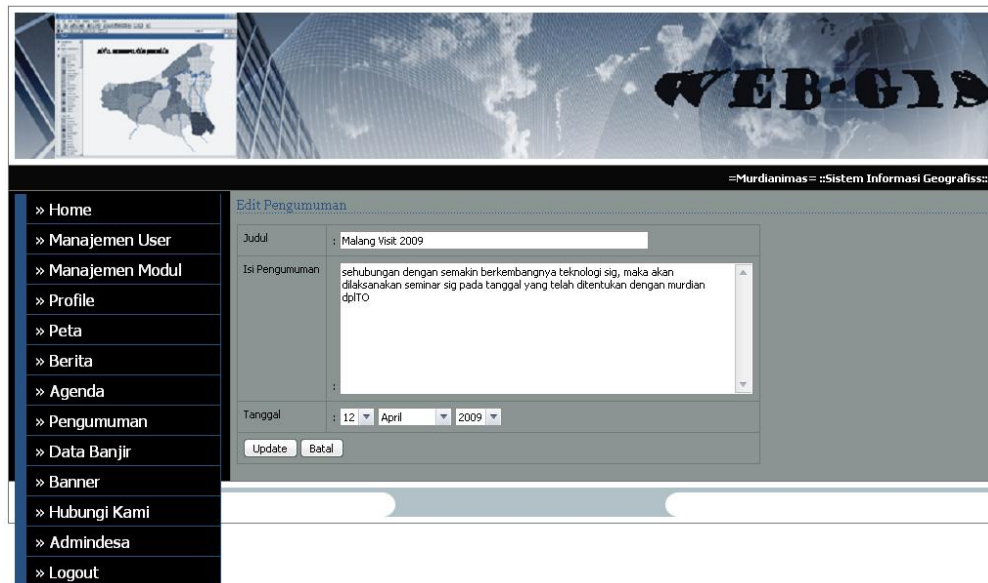 WEB-GIS
=Murdianimas= ::Sistem Informasi Geografiss::
» Home
» Manajemen User
» Manajemen Modul
» Profile
» Peta
» Berita
» Agenda
» Pengumuman
» Data Banjir
» Banner
» Hubungi Kami
» Admindesa
» Logout
Edit Pengumuman
Judul : Malang Visit 2009
Isi Pengumuman : sehubungan dengan semakin berkembangnya teknologi sig, maka akan
dilaksanakan seminar sig pada tanggal yang telah ditentukan dengan murdian
dplTO
Tanggal : 12 April 2009
Update Batal